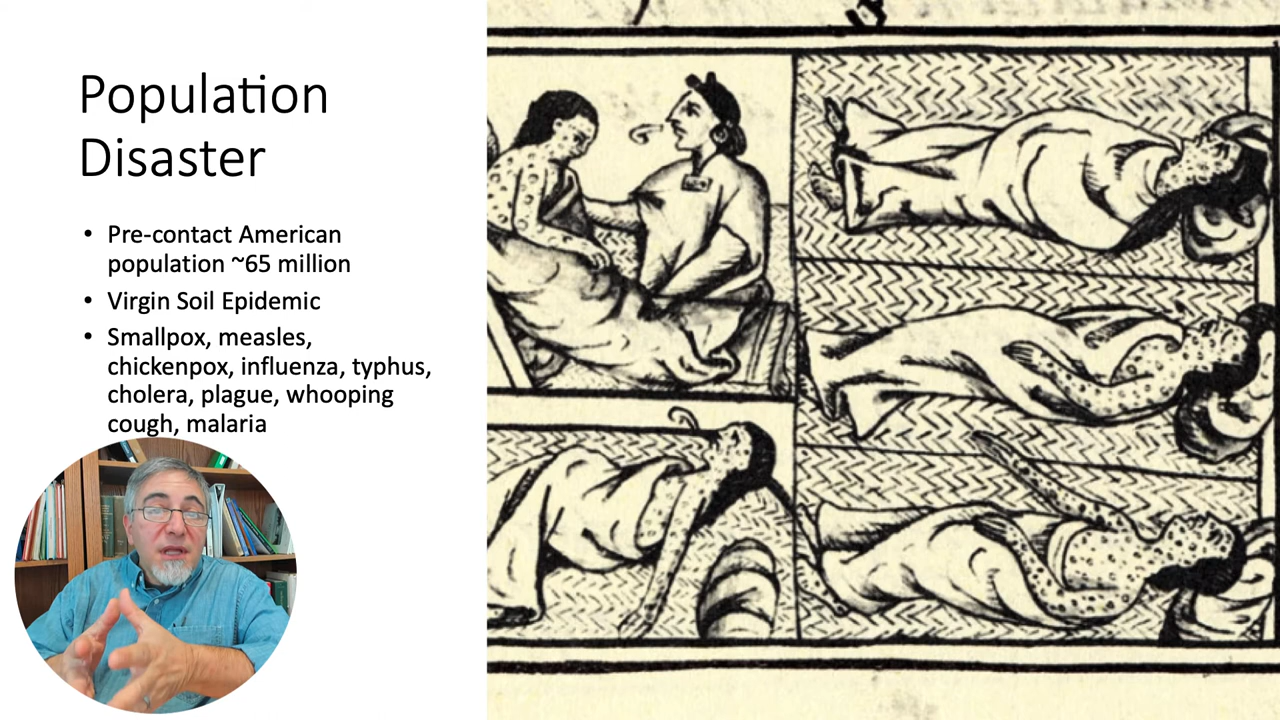 Population
Disaster
• Pre-contact American
population ~65 million
• Virgin Soil Epidemic
• Smallpox, measles,
chickenpox, influenza, typhus,
cholera, plague, whooping
cough, malaria